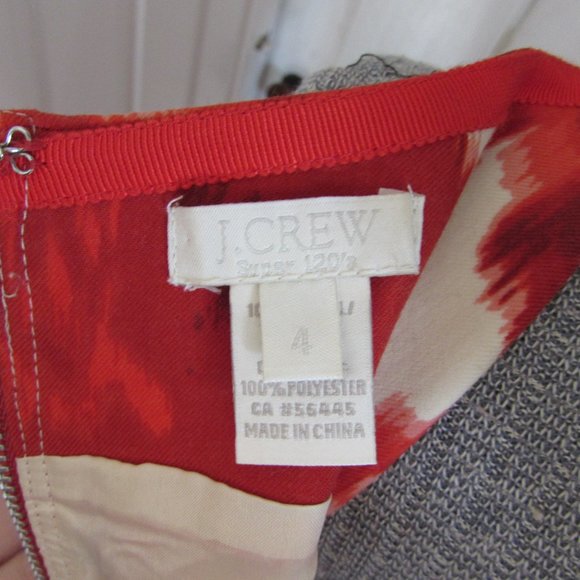 J.CREW
Super 120's
4
100% POLYESTER
CA #56445
MADE IN CHINA